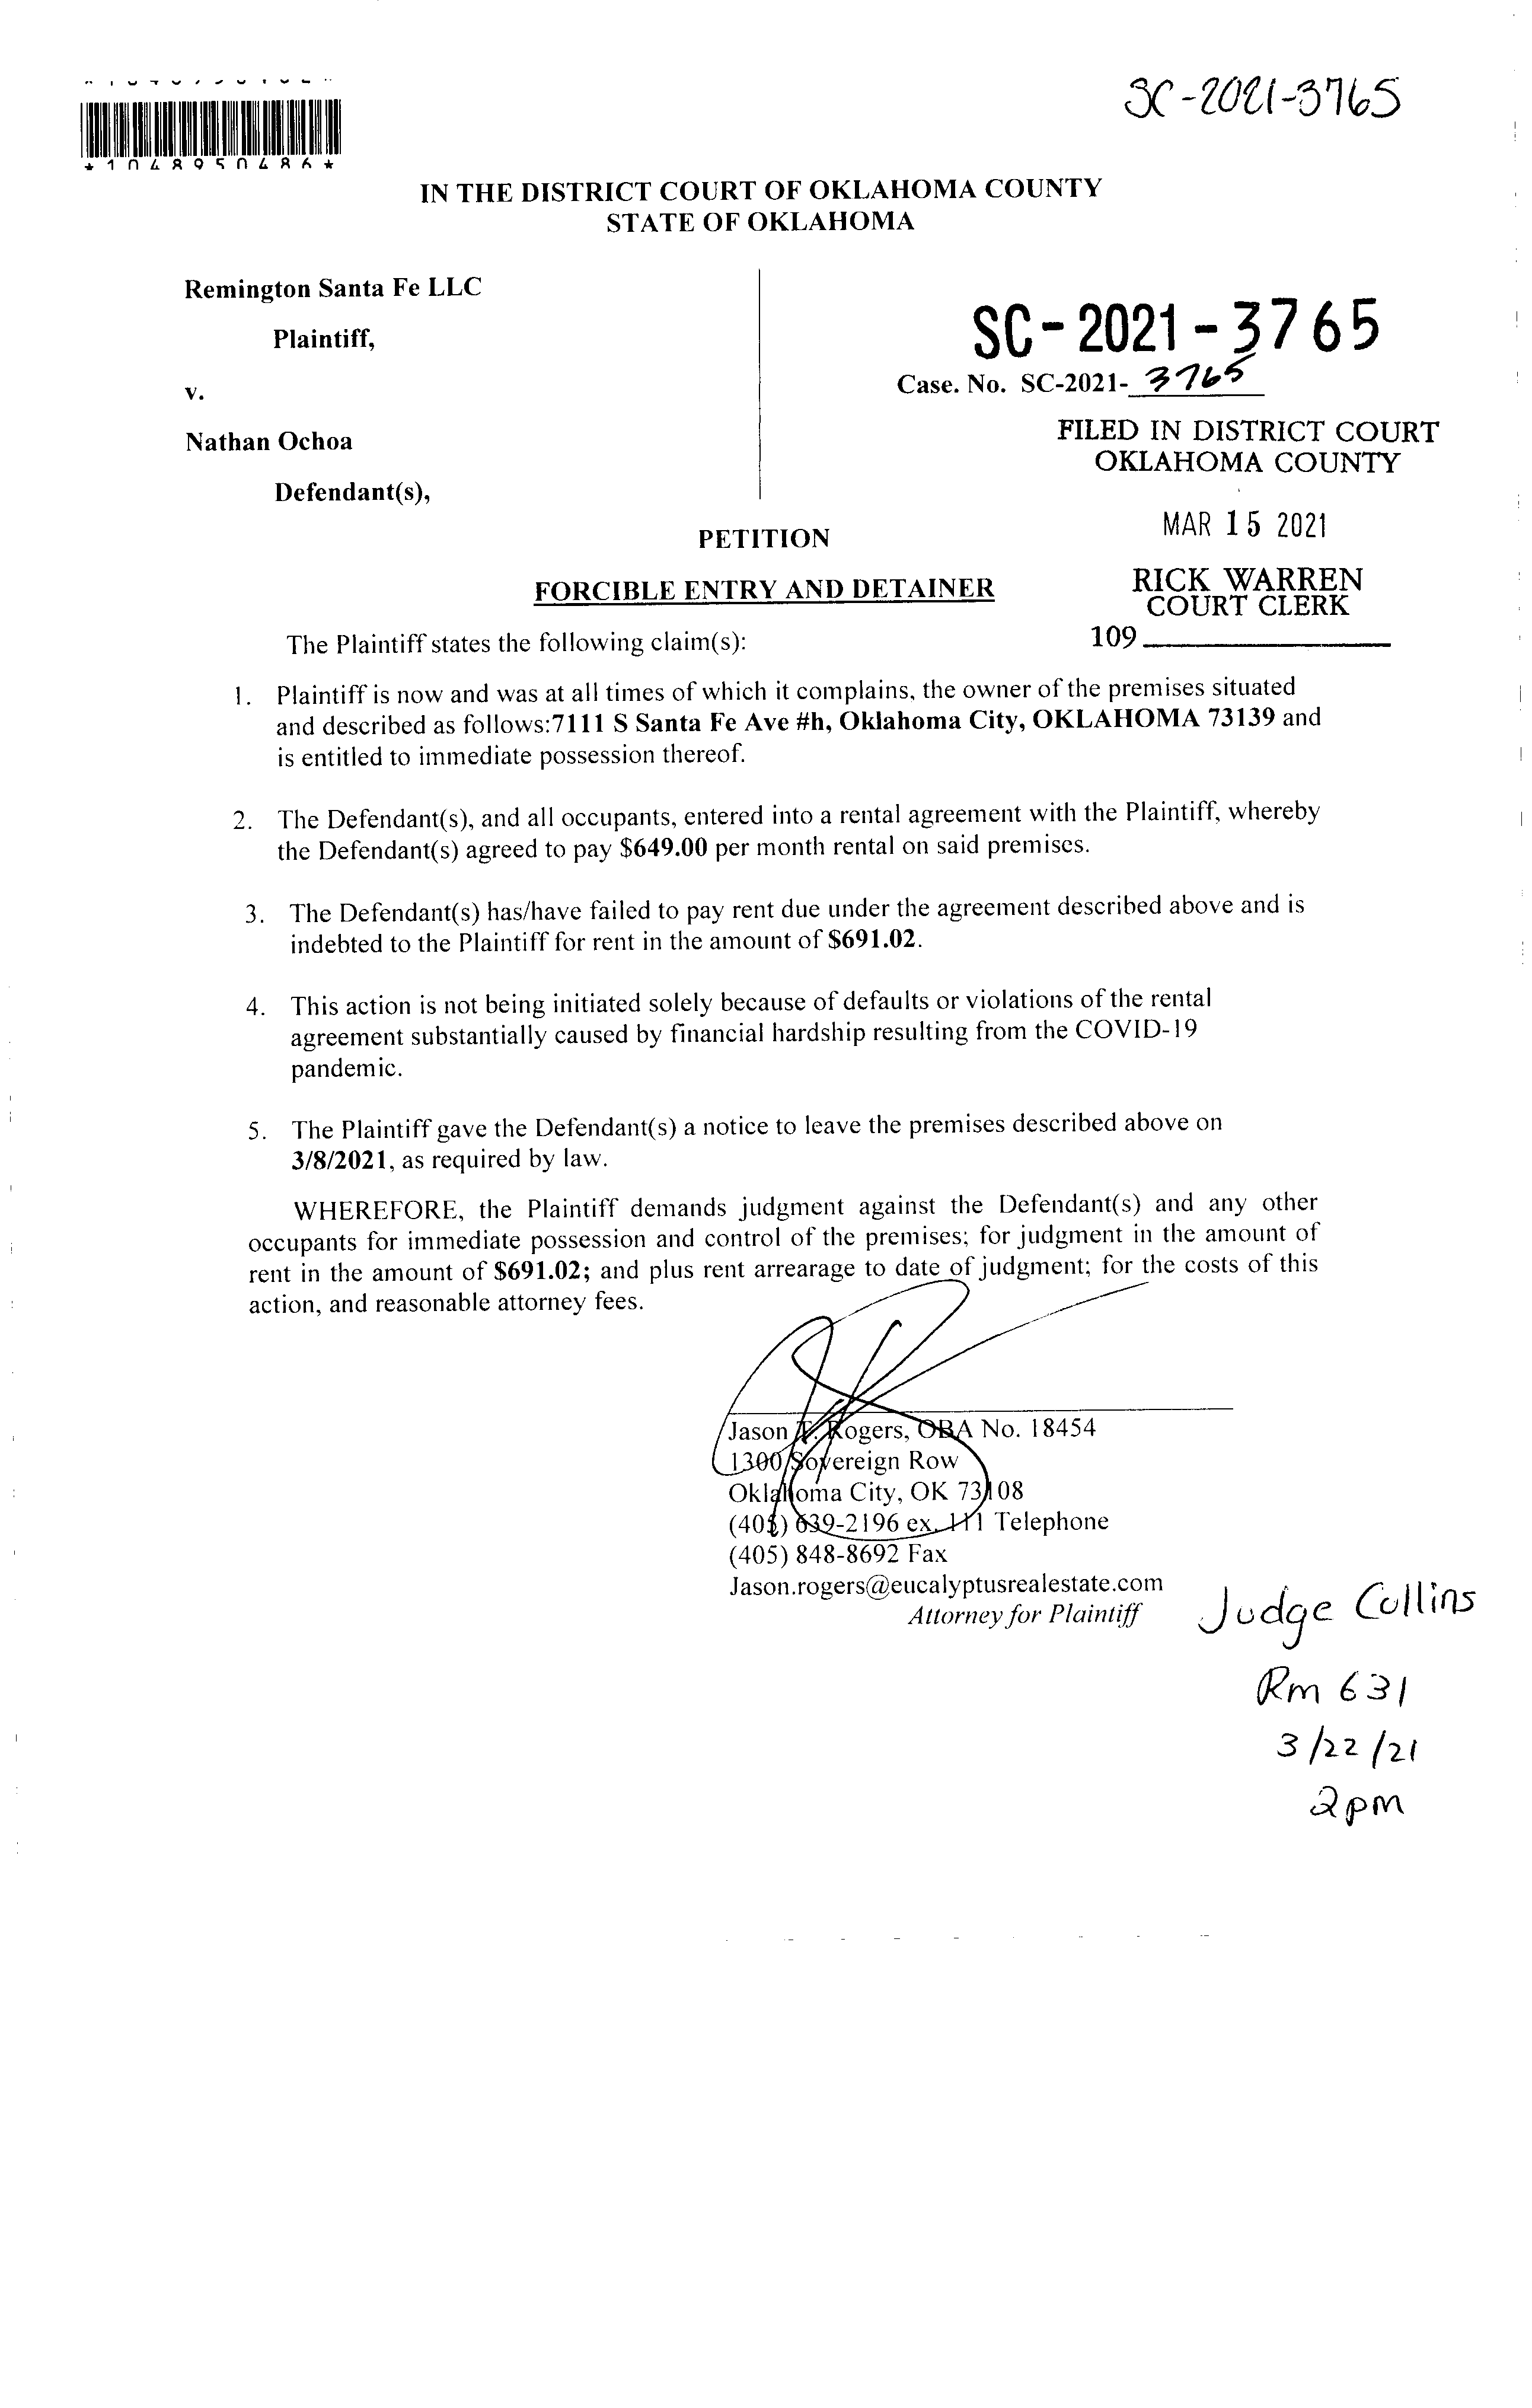 SC-2021-3765
*1048950486*
IN THE DISTRICT COURT OF OKLAHOMA COUNTY
STATE OF OKLAHOMA
Remington Santa Fe LLC
Plaintiff,
v.
Nathan Ochoa
Defendant(s),
SC-2021-3765
Case. No. SC-2021-3765
FILED IN DISTRICT COURT
OKLAHOMA COUNTY
MAR 15 2021
RICK WARREN
COURT CLERK
109
PETITION
FORCIBLE ENTRY AND DETAINER
The Plaintiff states the following claim(s):
1. Plaintiff is now and was at all times of which it complains, the owner of the premises situated
and described as follows:7111 S Santa Fe Ave #h, Oklahoma City, OKLAHOMA 73139 and
is entitled to immediate possession thereof.
2. The Defendant(s), and all occupants, entered into a rental agreement with the Plaintiff, whereby
the Defendant(s) agreed to pay $649.00 per month rental on said premises.
3. The Defendant(s) has/have failed to pay rent due under the agreement described above and is
indebted to the Plaintiff for rent in the amount of $691.02.
4. This action is not being initiated solely because of defaults or violations of the rental
agreement substantially caused by financial hardship resulting from the COVID-19
pandemic.
5. The Plaintiff gave the Defendant(s) a notice to leave the premises described above on
3/8/2021, as required by law.
WHEREFORE, the Plaintiff demands judgment against the Defendant(s) and any other
occupants for immediate possession and control of the premises; for judgment in the amount of
rent in the amount of $691.02; and plus rent arrearage to date of judgment; for the costs of this
action, and reasonable attorney fees.
Jason T. Rogers, OBA No. 18454
1300 Sovereign Row
Oklahoma City, OK 73108
(405) 639-2196 ex. 111 Telephone
(405) 848-8692 Fax
Jason.rogers@eucalyptusrealestate.com
Attorney for Plaintiff
Judge Collins
Rm 631
3/22/21
2pm